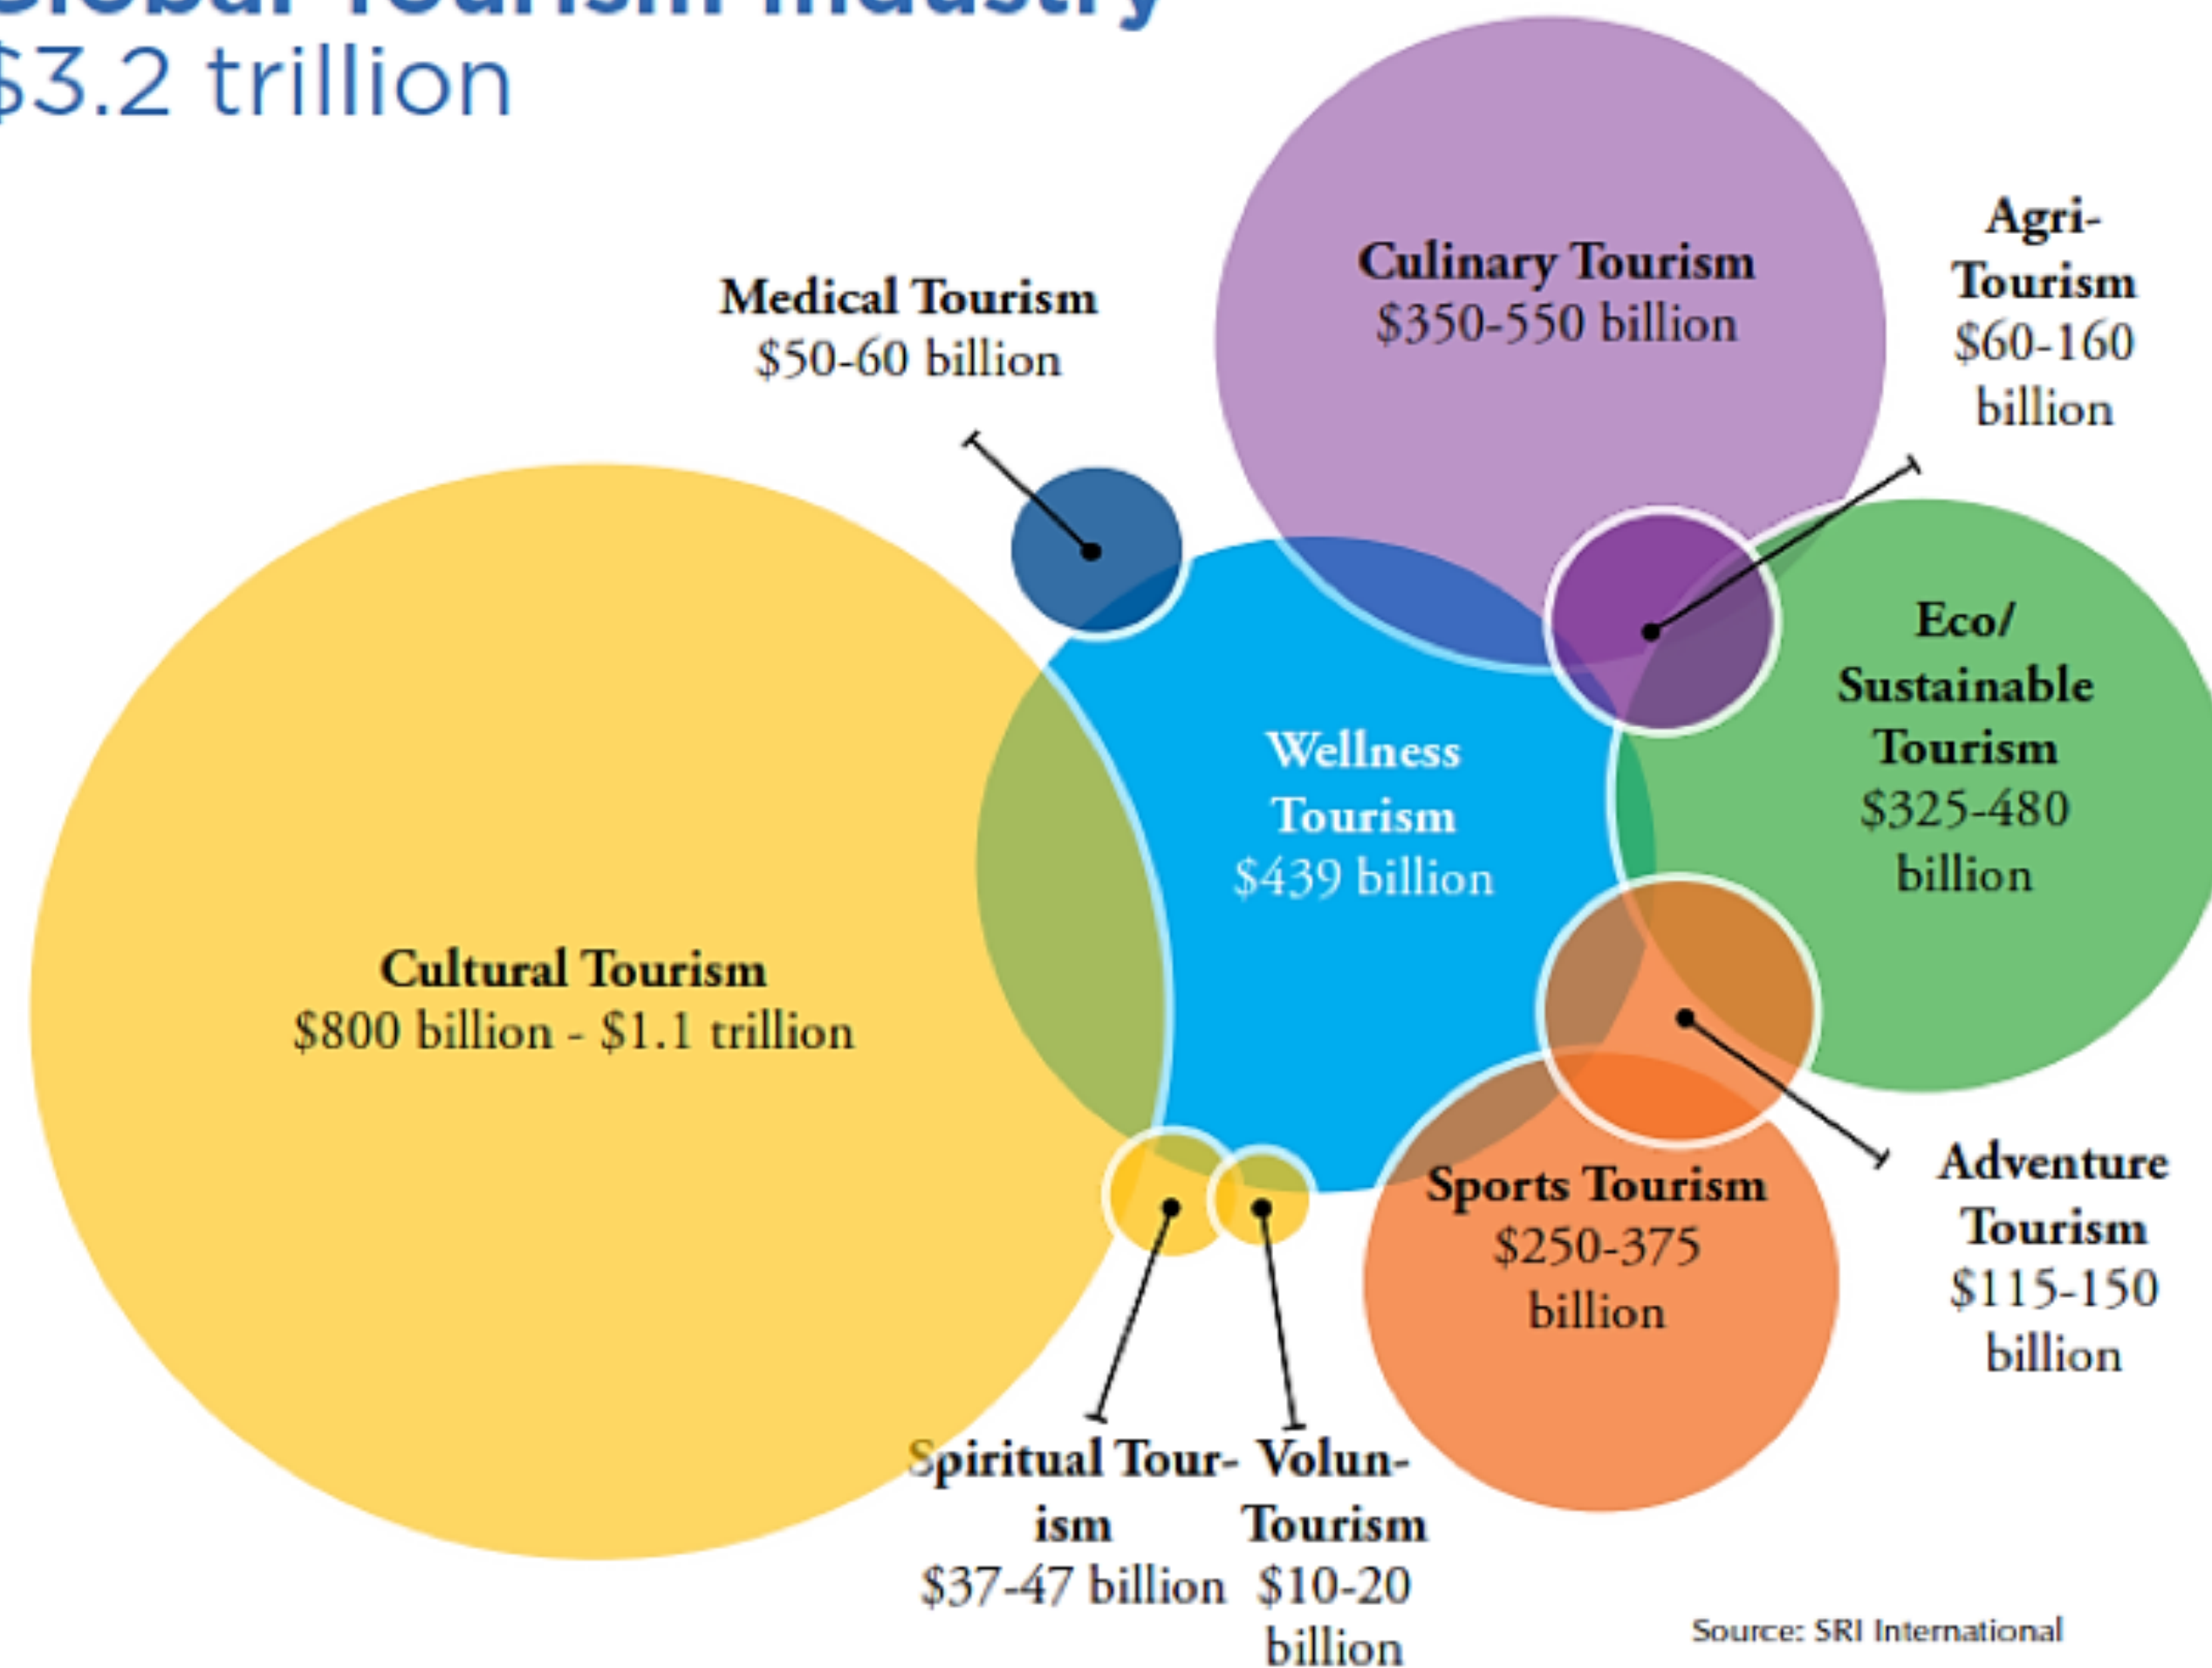 Global Tourism Industry
$3.2 trillion
Culinary Tourism
$350-550 billion
Agri-
Tourism
$60-160
billion
Medical Tourism
$50-60 billion
Eco/
Sustainable
Tourism
$325-480
billion
Wellness
Tourism
$439 billion
Cultural Tourism
$800 billion - $1.1 trillion
Sports Tourism
$250-375
billion
Adventure
Tourism
$115-150
billion
Spiritual Tour-
ism
$37-47 billion
Volun-
Tourism
$10-20
billion
Source: SRI International